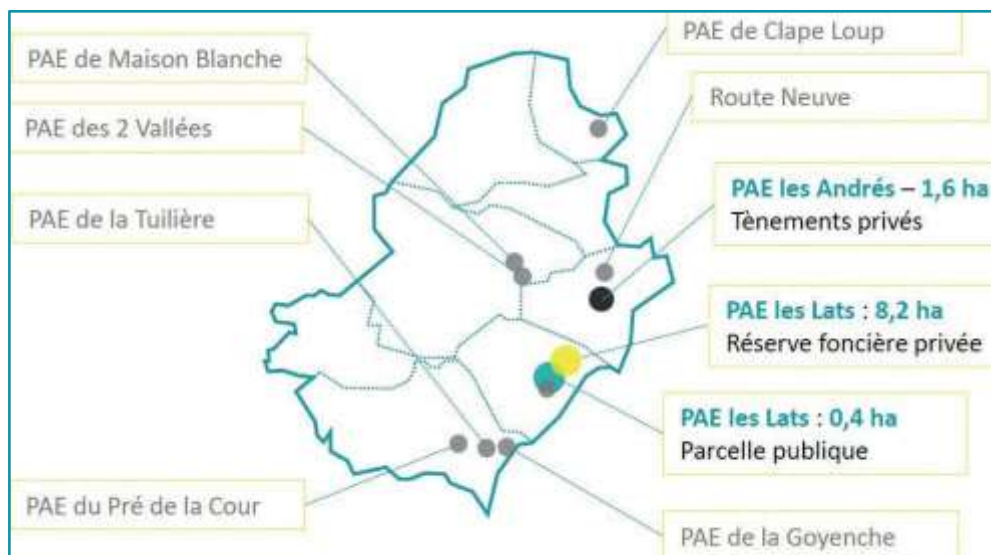 PAE de Maison Blanche
PAE des 2 Vallées
PAE de la Tuilière
PAE du Pré de la Cour
PAE de Clape Loup
Route Neuve
PAE les Andrés – 1,6 ha
Tènements privés
PAE les Lats : 8,2 ha
Réserve foncière privée
PAE les Lats : 0,4 ha
Parcelle publique
PAE de la Goyenche